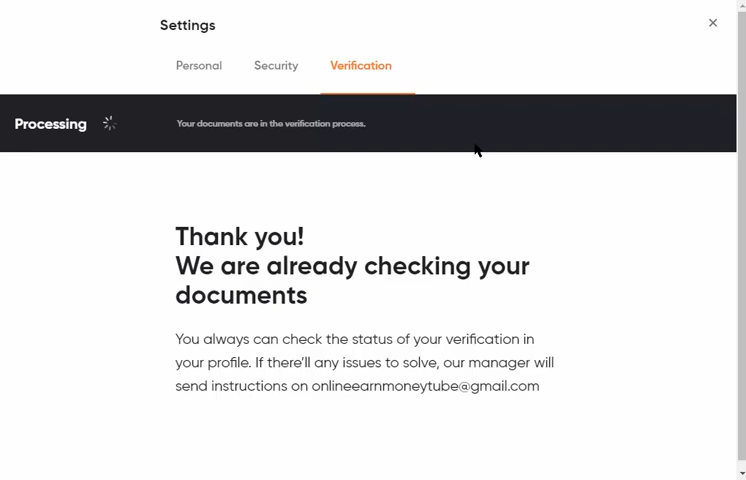 Settings
Personal
Security
Verification
Processing
Your documents are in the verification process.
Thank you!
We are already checking your
documents
You always can check the status of your verification in
your profile. If there'll any issues to solve, our manager will
send instructions on onlineearnmoneytube@gmail.com